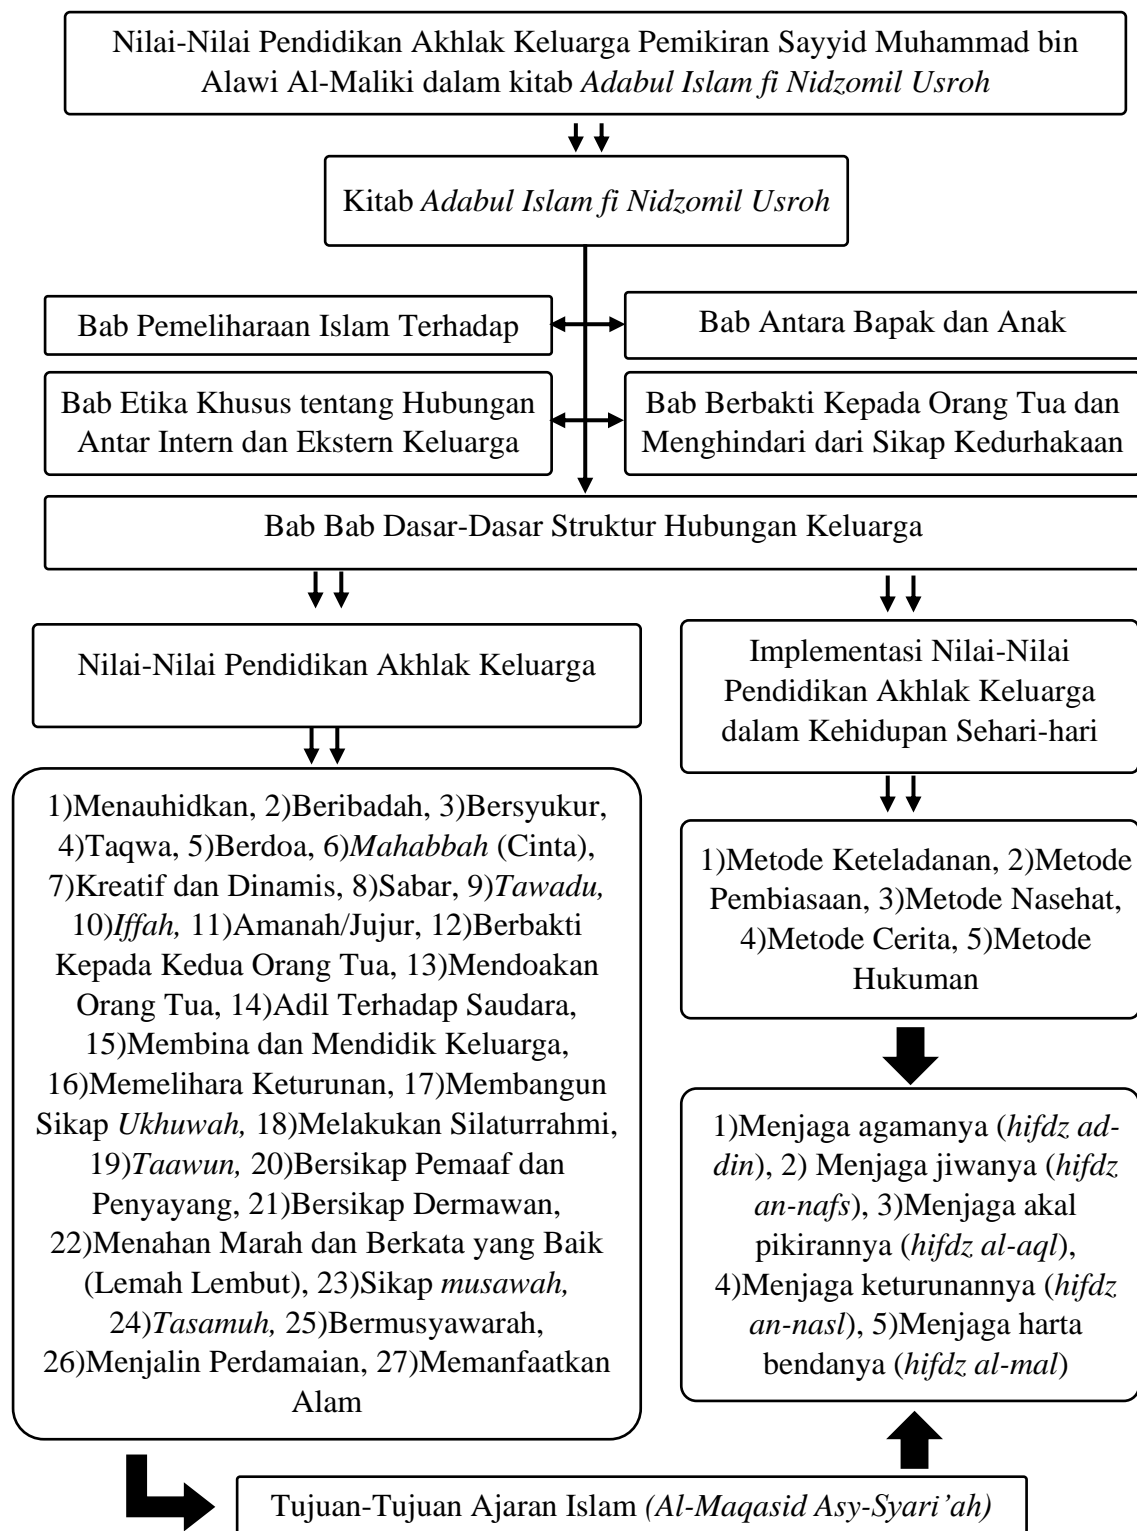 Nilai-Nilai Pendidikan Akhlak Keluarga Pemikiran Sayyid Muhammad bin
Alawi Al-Maliki dalam kitab Adabul Islam fi Nidzomil Usroh
Kitab Adabul Islam fi Nidzomil Usroh
Bab Pemeliharaan Islam Terhadap
Bab Antara Bapak dan Anak
Bab Etika Khusus tentang Hubungan
Antar Intern dan Ekstern Keluarga
Bab Berbakti Kepada Orang Tua dan
Menghindari dari Sikap Kedurhakaan
Bab Bab Dasar-Dasar Struktur Hubungan Keluarga
Nilai-Nilai Pendidikan Akhlak Keluarga
1)Menauhidkan, 2)Beribadah, 3)Bersyukur,
4)Taqwa, 5)Berdoa, 6)Mahabbah (Cinta),
7)Kreatif dan Dinamis, 8)Sabar, 9)Tawadu,
10)Iffah, 11)Amanah/Jujur, 12)Berbakti
Kepada Kedua Orang Tua, 13)Mendoakan
Orang Tua, 14)Adil Terhadap Saudara,
15)Membina dan Mendidik Keluarga,
16)Memelihara Keturunan, 17)Membangun
Sikap Ukhuwah, 18)Melakukan Silaturrahmi,
19)Taawun, 20)Bersikap Pemaaf dan
Penyayang, 21)Bersikap Dermawan,
22)Menahan Marah dan Berkata yang Baik
(Lemah Lembut), 23)Sikap musawah,
24)Tasamuh, 25)Bermusyawarah,
26)Menjalin Perdamaian, 27)Memanfaatkan
Alam
Implementasi Nilai-Nilai
Pendidikan Akhlak Keluarga
dalam Kehidupan Sehari-hari
1)Metode Keteladanan, 2)Metode
Pembiasaan, 3)Metode Nasehat,
4)Metode Cerita, 5)Metode
Hukuman
1)Menjaga agamanya (hifdz ad-
din), 2) Menjaga jiwanya (hifdz
an-nafs), 3)Menjaga akal
pikirannya (hifdz al-aql),
4)Menjaga keturunannya (hifdz
an-nasl), 5)Menjaga harta
bendanya (hifdz al-mal)
Tujuan-Tujuan Ajaran Islam (Al-Maqasid Asy-Syari’ah)